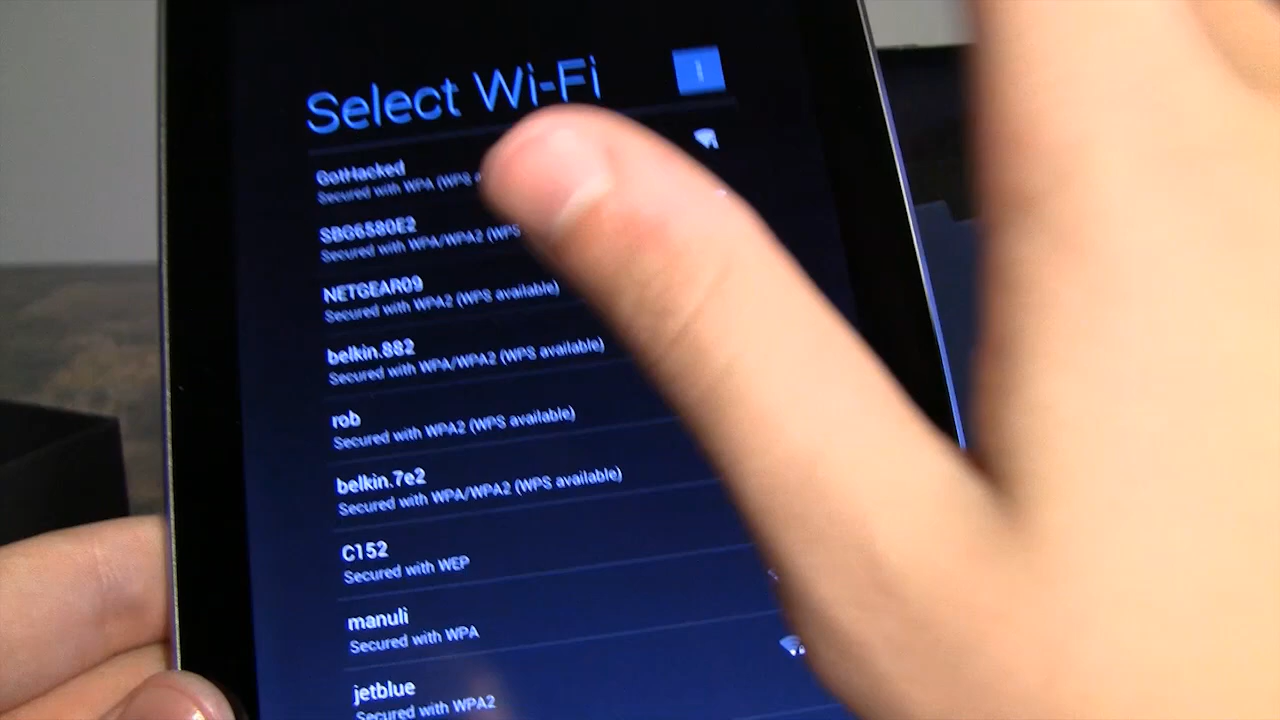 Select Wi-Fi
GotHacked
Secured with WPA (WPS
SBG6580E2
Secured with WPA/WPA2 (WPS
NETGEAR09
Secured with WPA2 (WPS available)
belkin.882
Secured with WPA/WPA2 (WPS available)
rob
Secured with WPA2 (WPS available)
belkin.7e2
Secured with WPA/WPA2 (WPS available)
C152
Secured with WEP
manuli
Secured with WPA
jetblue
Secured with WPA2